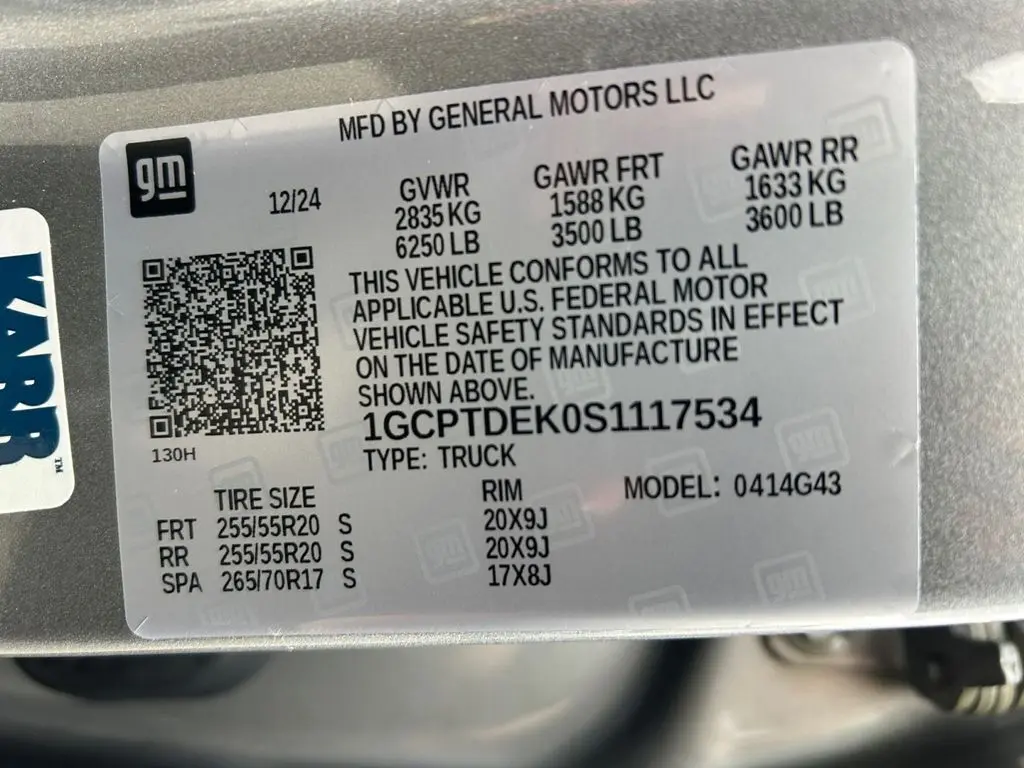 MFD BY GENERAL MOTORS LLC
gm
12/24
GVWR
2835 KG
6250 LB
GAWR FRT
1588 KG
3500 LB
GAWR RR
1633 KG
3600 LB
THIS VEHICLE CONFORMS TO ALL
APPLICABLE U.S. FEDERAL MOTOR
VEHICLE SAFETY STANDARDS IN EFFECT
ON THE DATE OF MANUFACTURE
SHOWN ABOVE.
1GCPTDEK0S1117534
130H
TYPE: TRUCK
TIRE SIZE RIM MODEL: 0414G43
FRT 255/55R20 S 20X9J
RR 255/55R20 S 20X9J
SPA 265/70R17 S 17X8J
KARR
TM